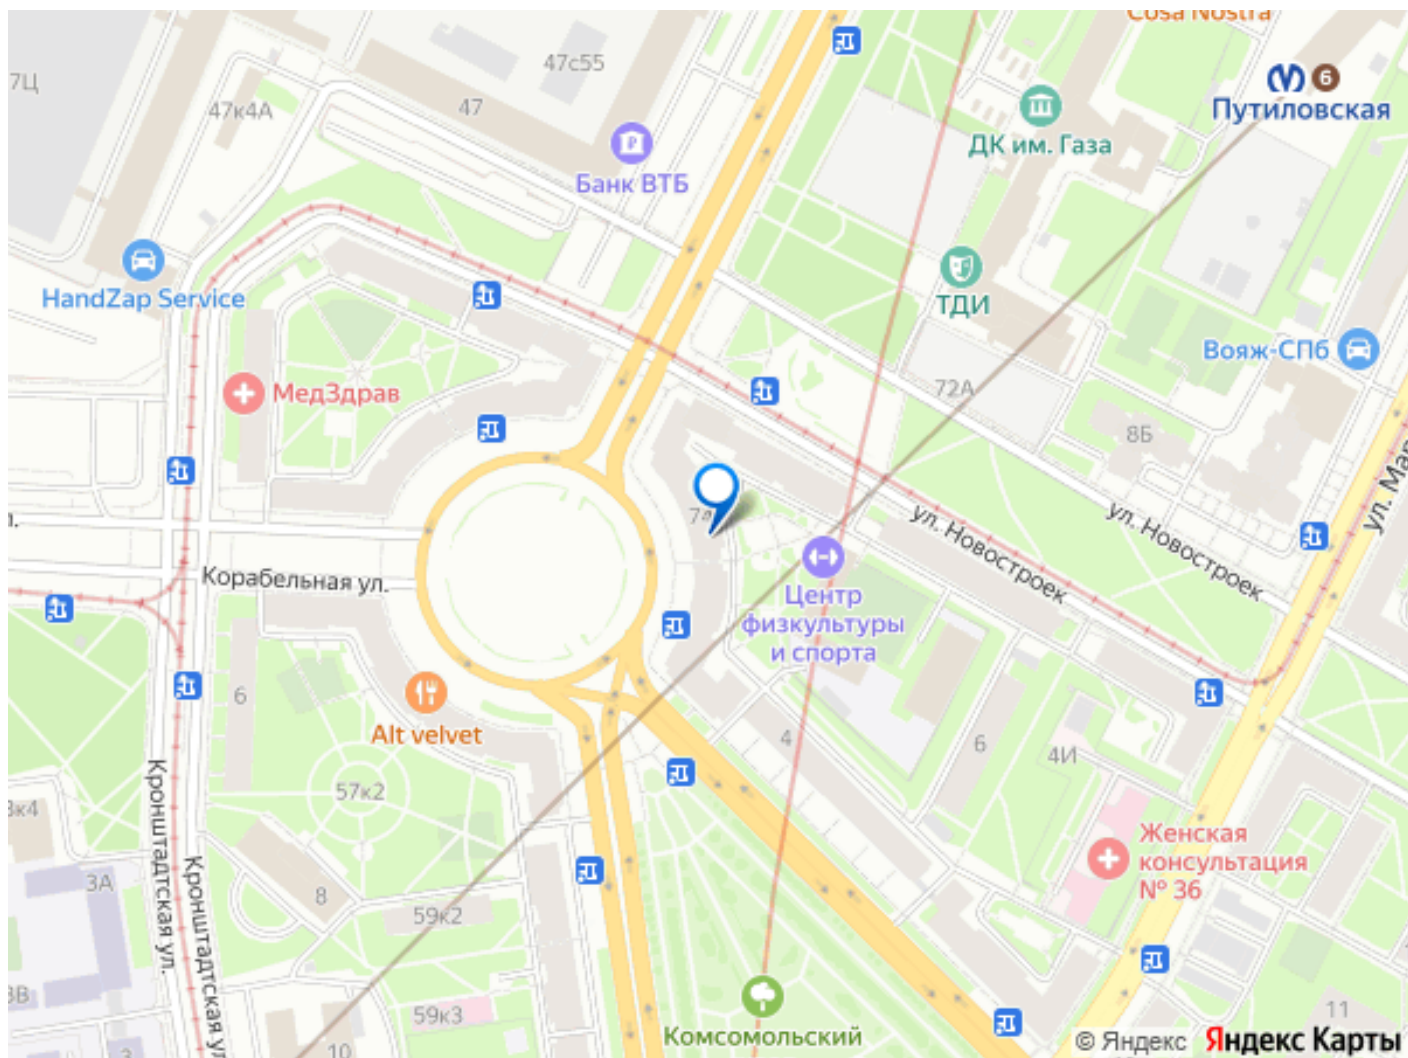 Cosa Nostra
47с55
7Ц
6
Путиловская
47
47к4А
ДК им. Газа
Банк ВТБ
HandZap Service
ТДИ
Вояж-СПб
МедЗдрав
72А
8Б
ул. Мар
ул. Новостроек
ул. Новостроек
Корабельная ул.
Центр
физкультуры
и спорта
6
Alt velvet
4
6
4И
57к2
Кронштадтская ул.
Женская
консультация
№ 36
3А
Кронштадтская ул
8
59к2
59к3
11
10
3
Комсомольский
© Яндекс Яндекс Карты